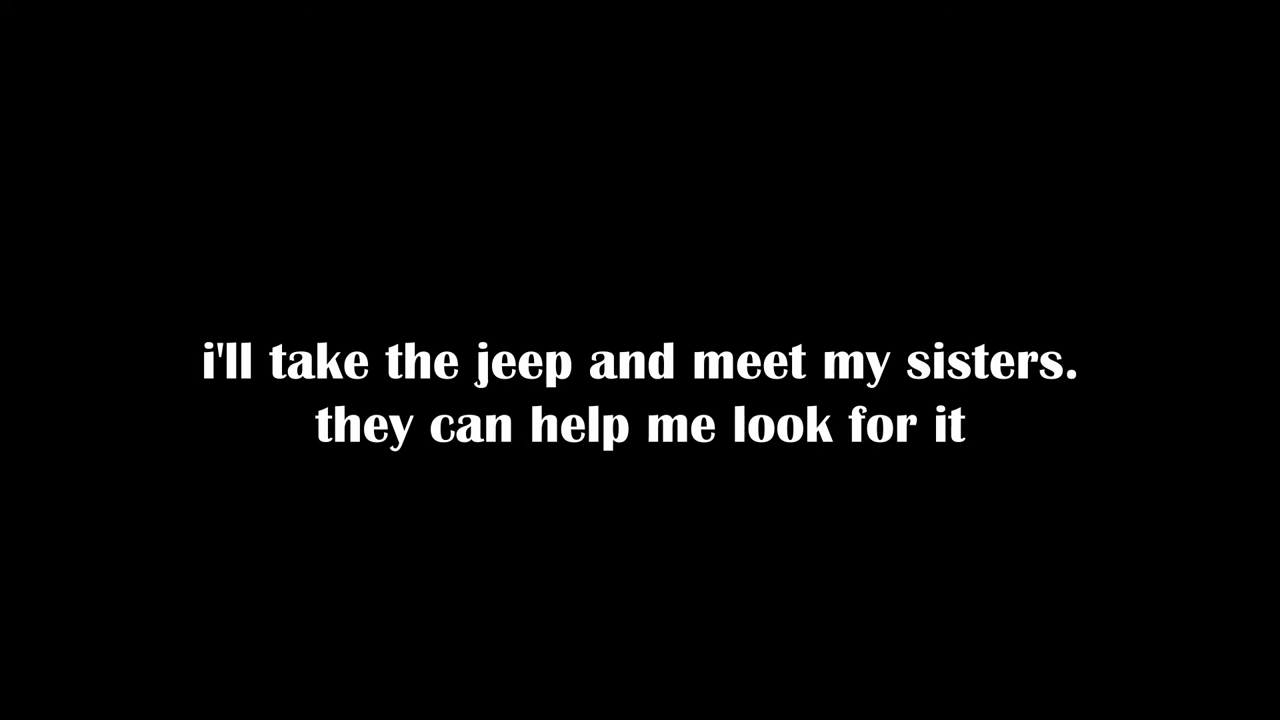 i'll take the jeep and meet my sisters.
they can help me look for it